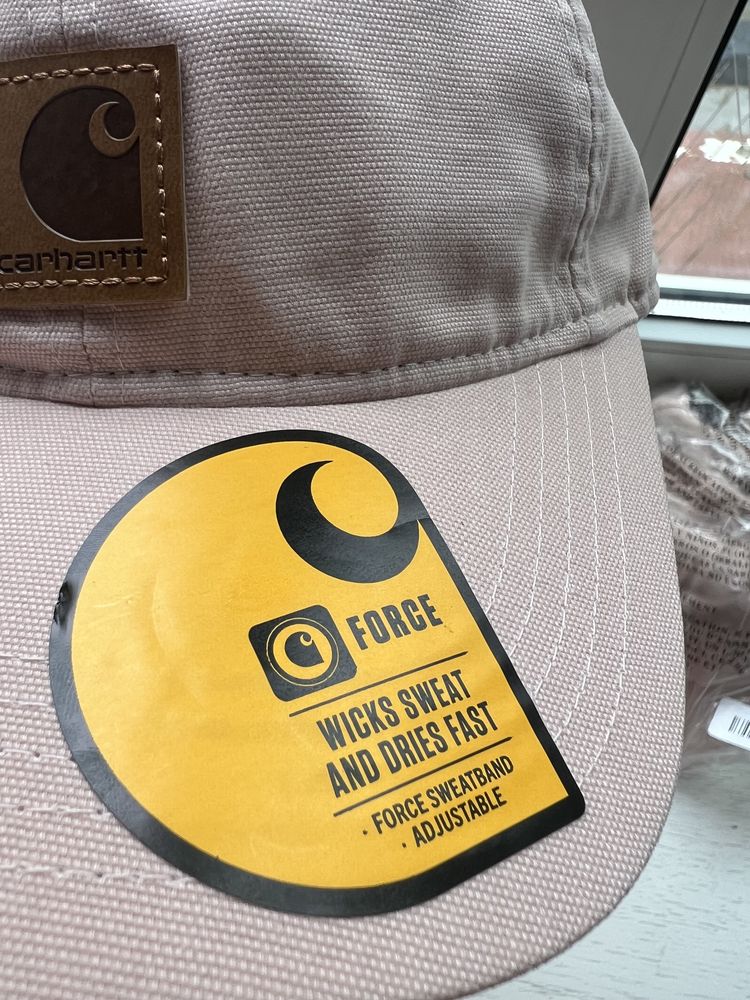 carhartt
FORCE
WICKS SWEAT
AND DRIES FAST
· FORCE SWEATBAND
· ADJUSTABLE